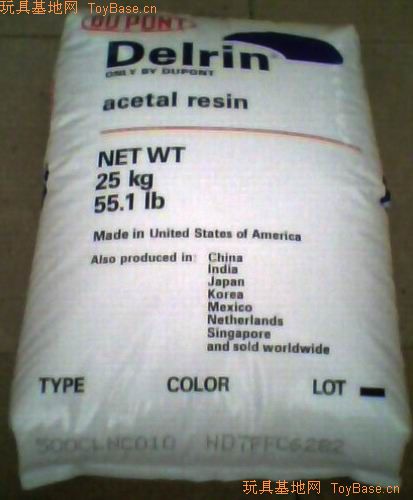 玩具基地网 ToyBase.cn
DUPONT
Delrin®
ONLY BY DUPONT
acetal resin
NET WT
25 kg
55.1 lb
Made in United States of America
Also produced in: China
India
Japan
Korea
Mexico
Netherlands
Singapore
and sold worldwide
TYPE COLOR LOT
500CLNC010
玩具基地网 ToyBase.cn